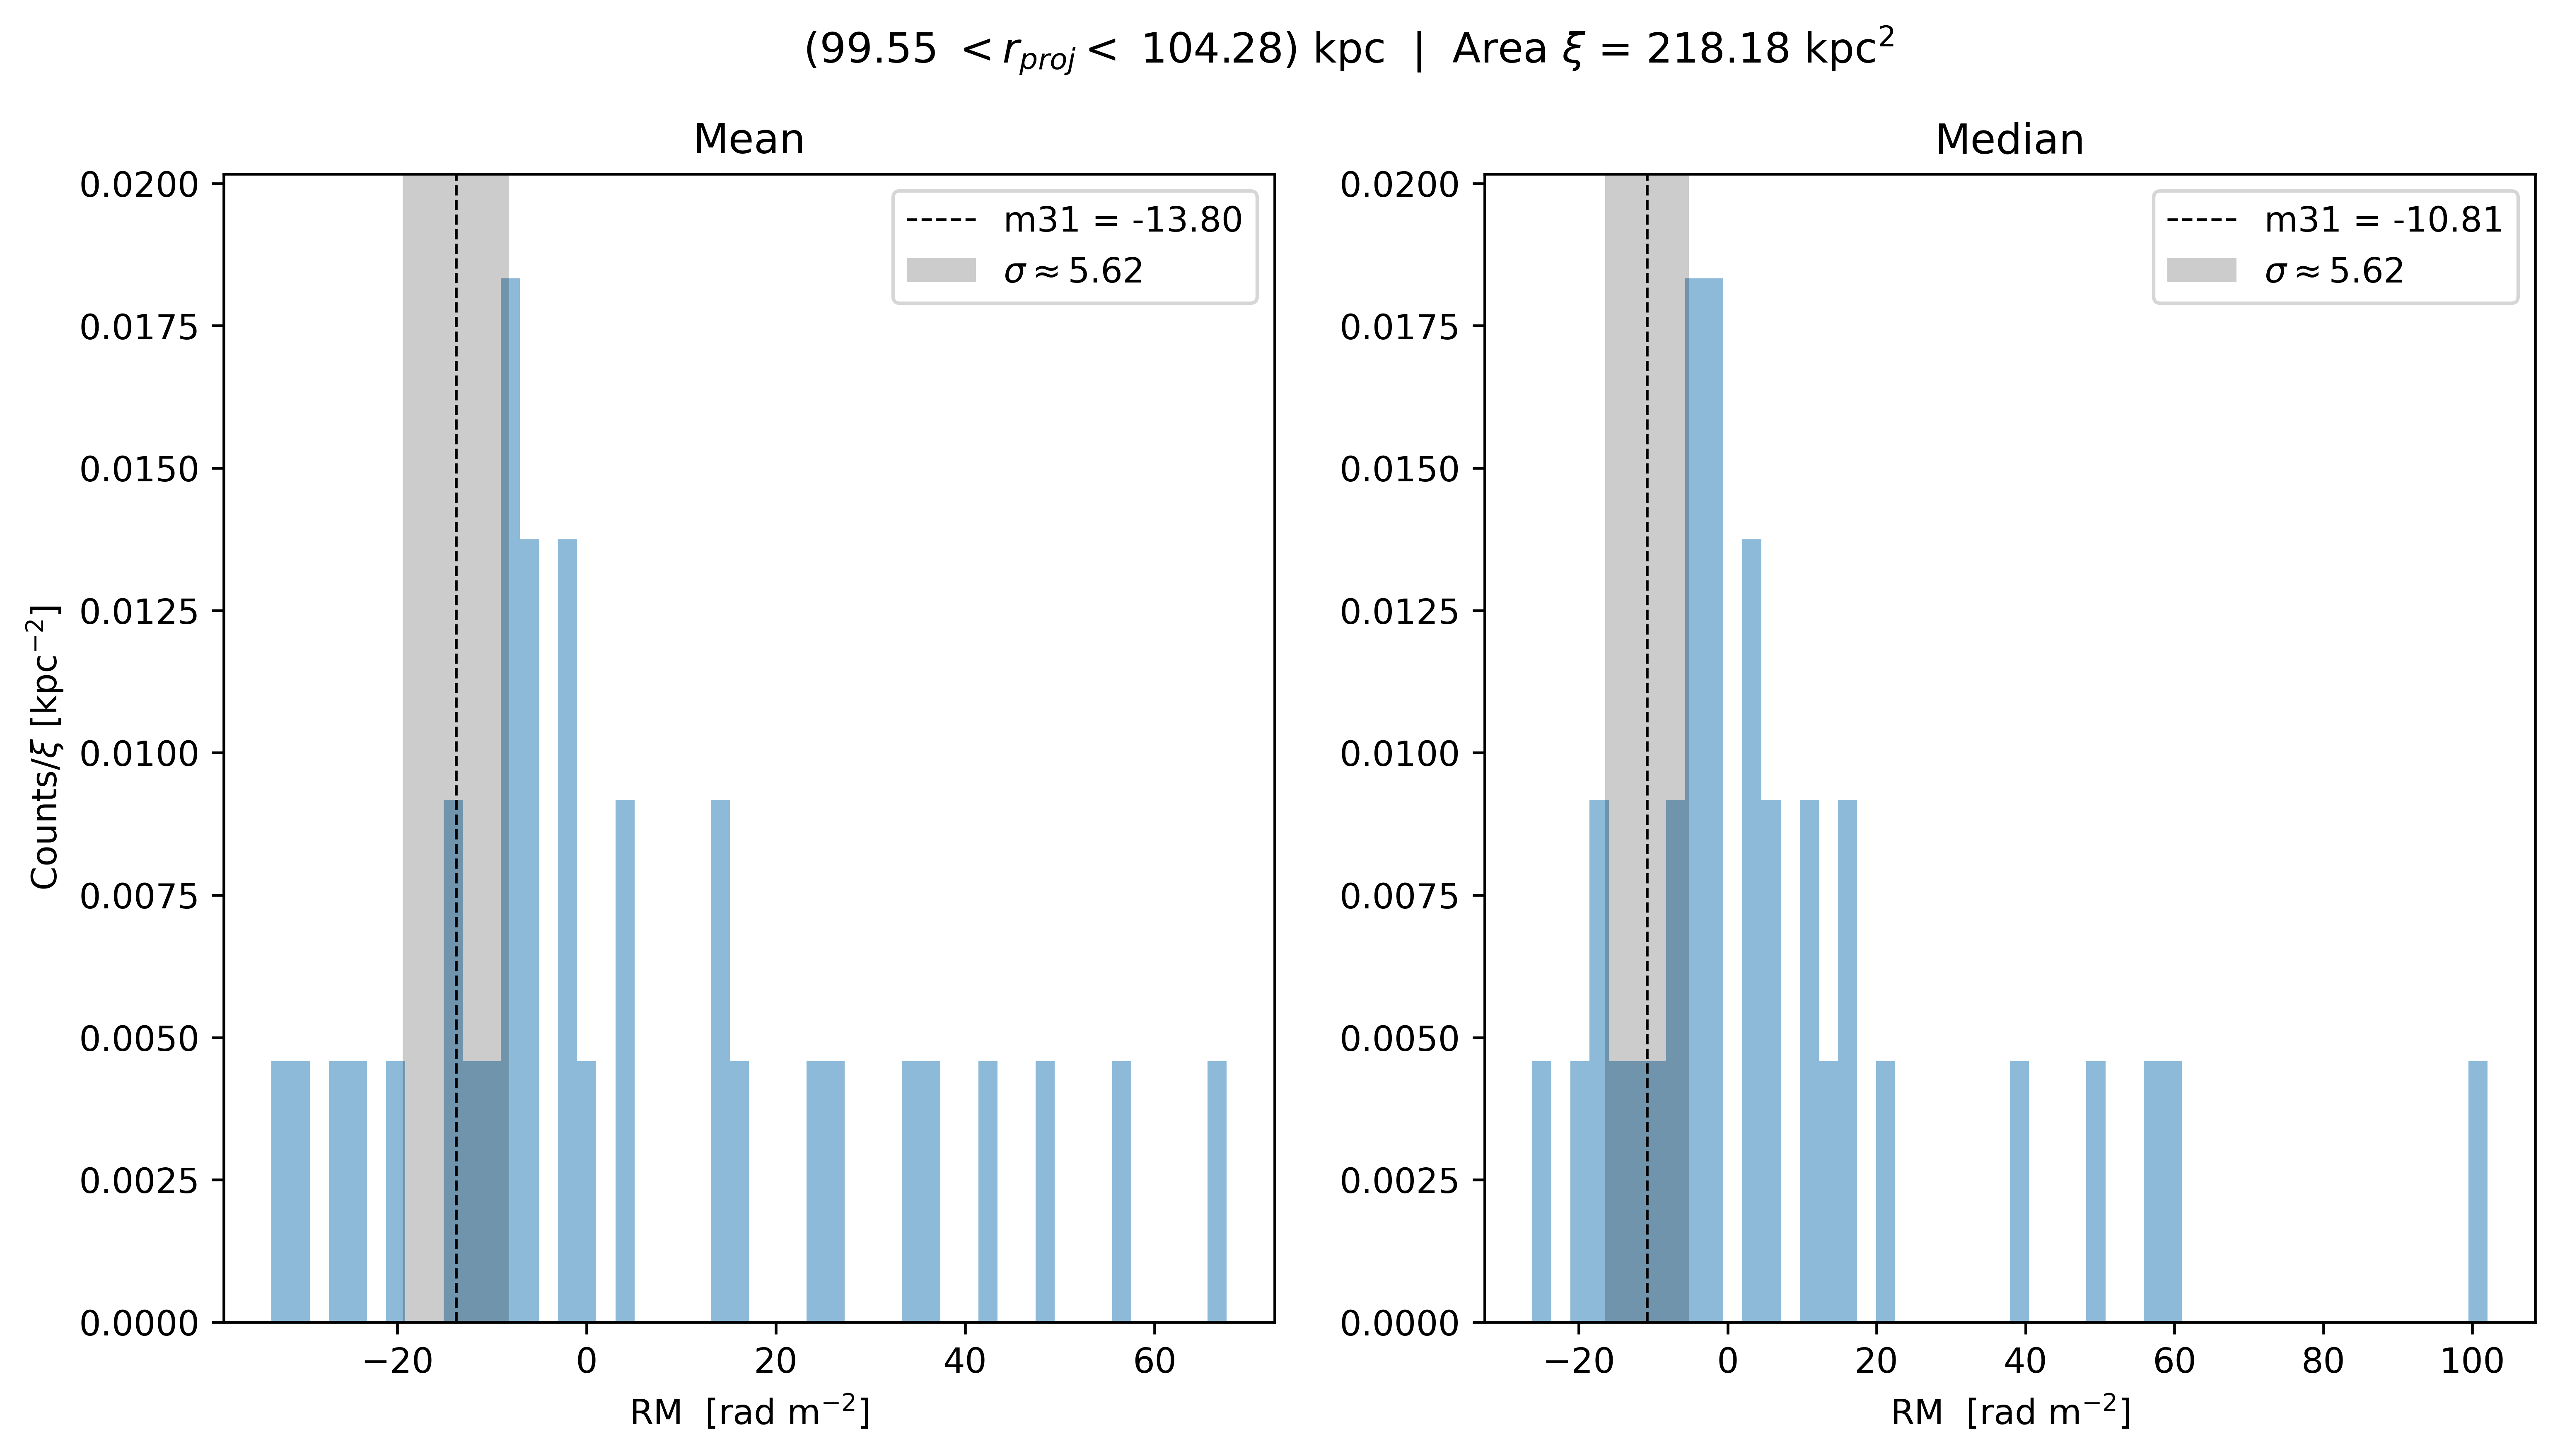 (99.55 < r_proj < 104.28) kpc | Area ξ = 218.18 kpc²
Mean
0.0200
0.0175
0.0150
0.0125
0.0100
0.0075
0.0050
0.0025
0.0000
Counts/ξ [kpc⁻²]
m31 = -13.80
σ ≈ 5.62
−20 0 20 40 60
RM [rad m⁻²]
Median
0.0200
0.0175
0.0150
0.0125
0.0100
0.0075
0.0050
0.0025
0.0000
m31 = -10.81
σ ≈ 5.62
−20 0 20 40 60 80 100
RM [rad m⁻²]